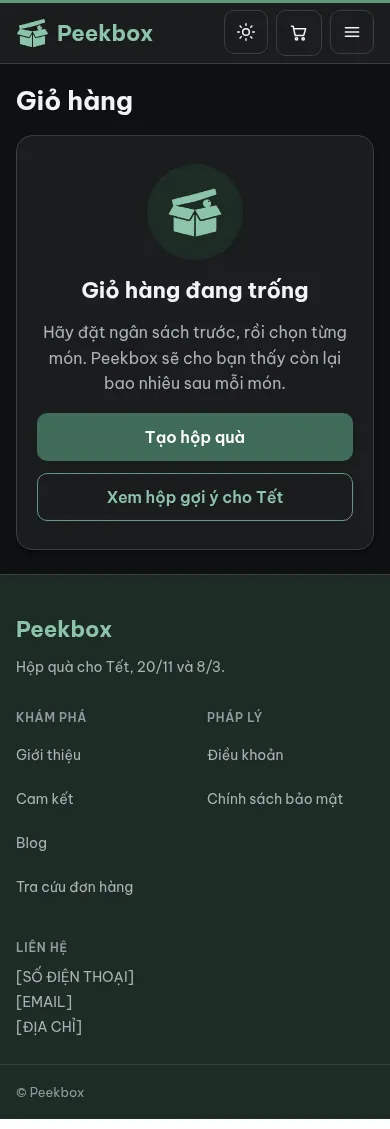 Peekbox
Giỏ hàng
Giỏ hàng đang trống
Hãy đặt ngân sách trước, rồi chọn từng
món. Peekbox sẽ cho bạn thấy còn lại
bao nhiêu sau mỗi món.
Tạo hộp quà
Xem hộp gợi ý cho Tết
Peekbox
Hộp quà cho Tết, 20/11 và 8/3.
KHÁM PHÁ
Giới thiệu
Cam kết
Blog
Tra cứu đơn hàng
PHÁP LÝ
Điều khoản
Chính sách bảo mật
LIÊN HỆ
[SỐ ĐIỆN THOẠI]
[EMAIL]
[ĐỊA CHỈ]
© Peekbox